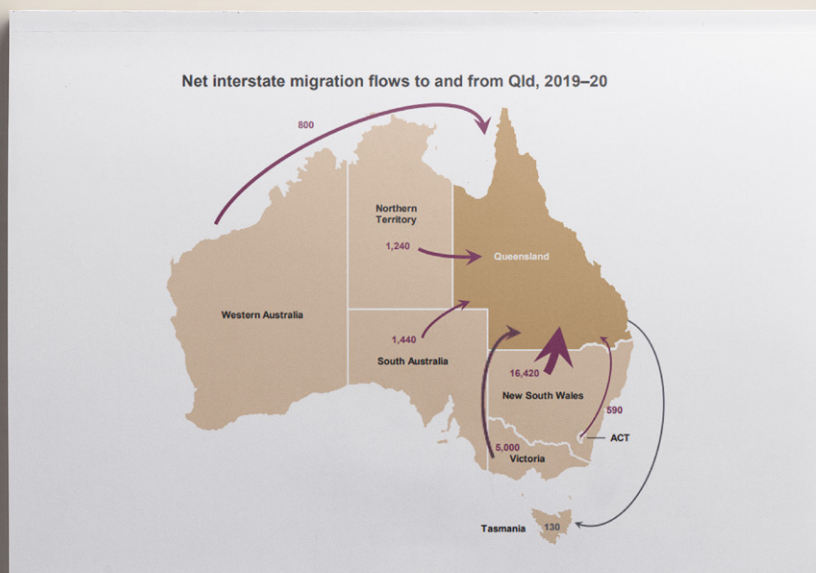 Net interstate migration flows to and from Qld, 2019–20
800
Northern
Territory
1,240
Queensland
Western Australia
1,440
South Australia
16,420
New South Wales
590
ACT
5,000
Victoria
Tasmania
130